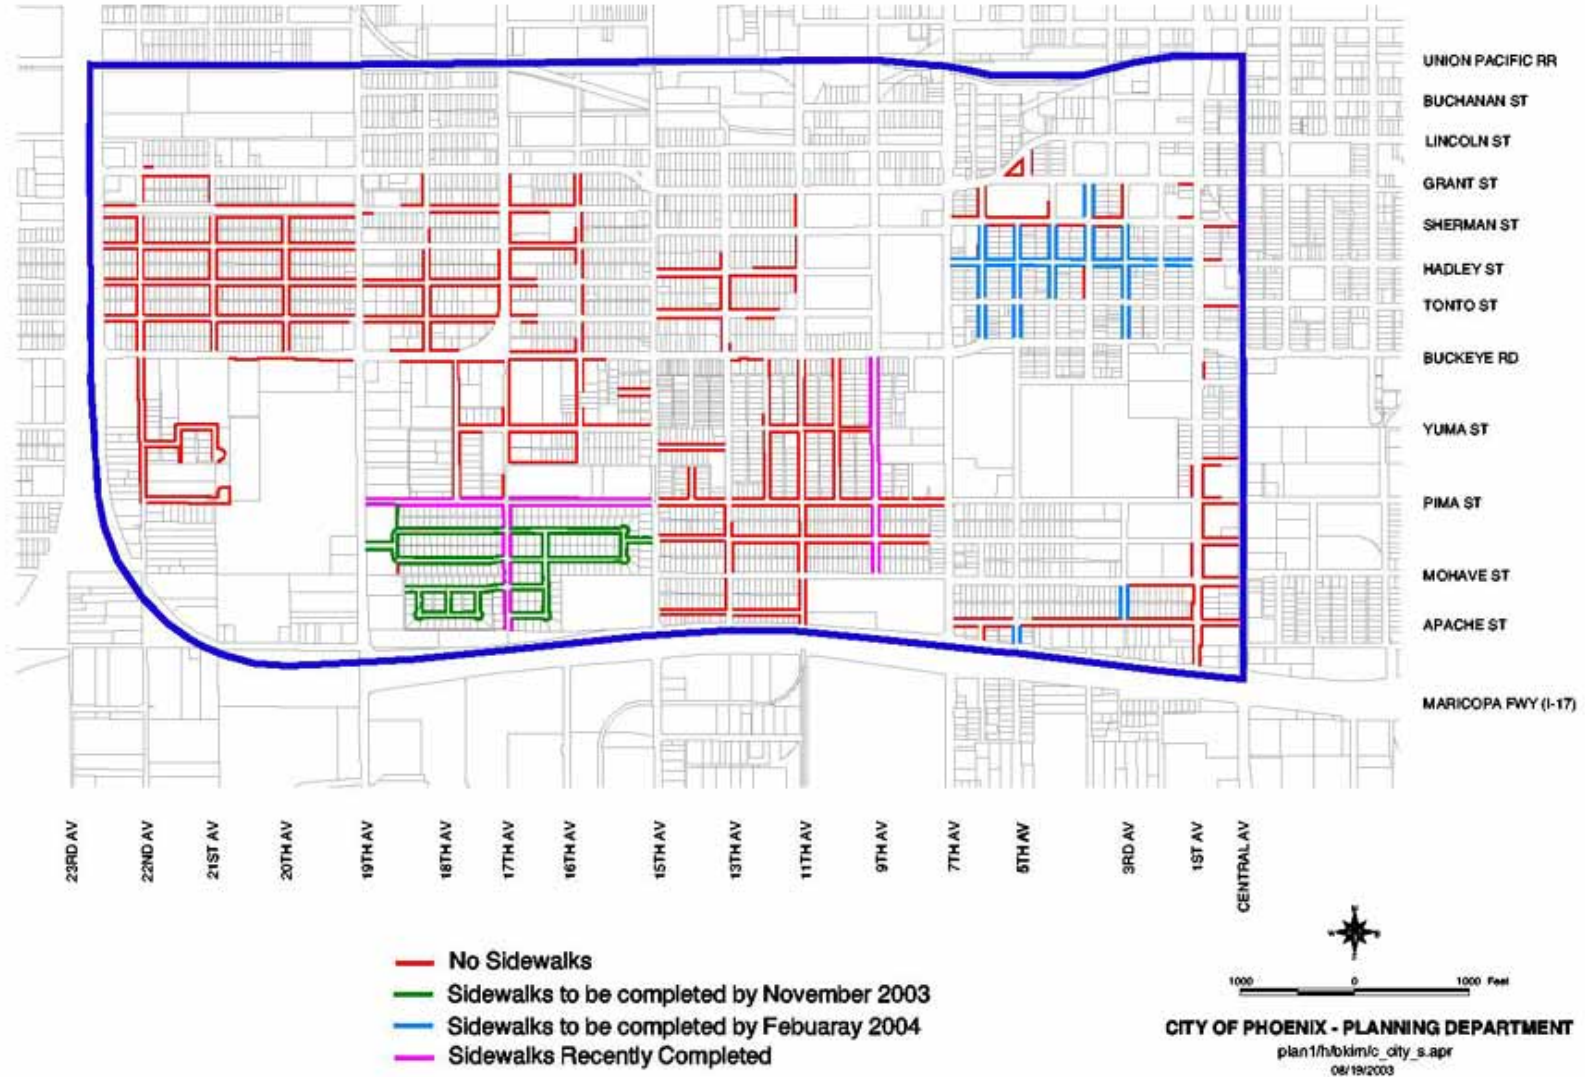 UNION PACIFIC RR
BUCHANAN ST
LINCOLN ST
GRANT ST
SHERMAN ST
HADLEY ST
TONTO ST
BUCKEYE RD
YUMA ST
PIMA ST
MOHAVE ST
APACHE ST
MARICOPA FWY (I-17)
23RD AV
22ND AV
21ST AV
20TH AV
19TH AV
18TH AV
17TH AV
16TH AV
15TH AV
13TH AV
11TH AV
9TH AV
7TH AV
5TH AV
3RD AV
1ST AV
CENTRAL AV
No Sidewalks
Sidewalks to be completed by November 2003
Sidewalks to be completed by Febuaray 2004
Sidewalks Recently Completed
N
W
E
S
1000 0 1000 Feet
CITY OF PHOENIX - PLANNING DEPARTMENT
plan1/h/bkim/c_city_s.apr
08/19/2003